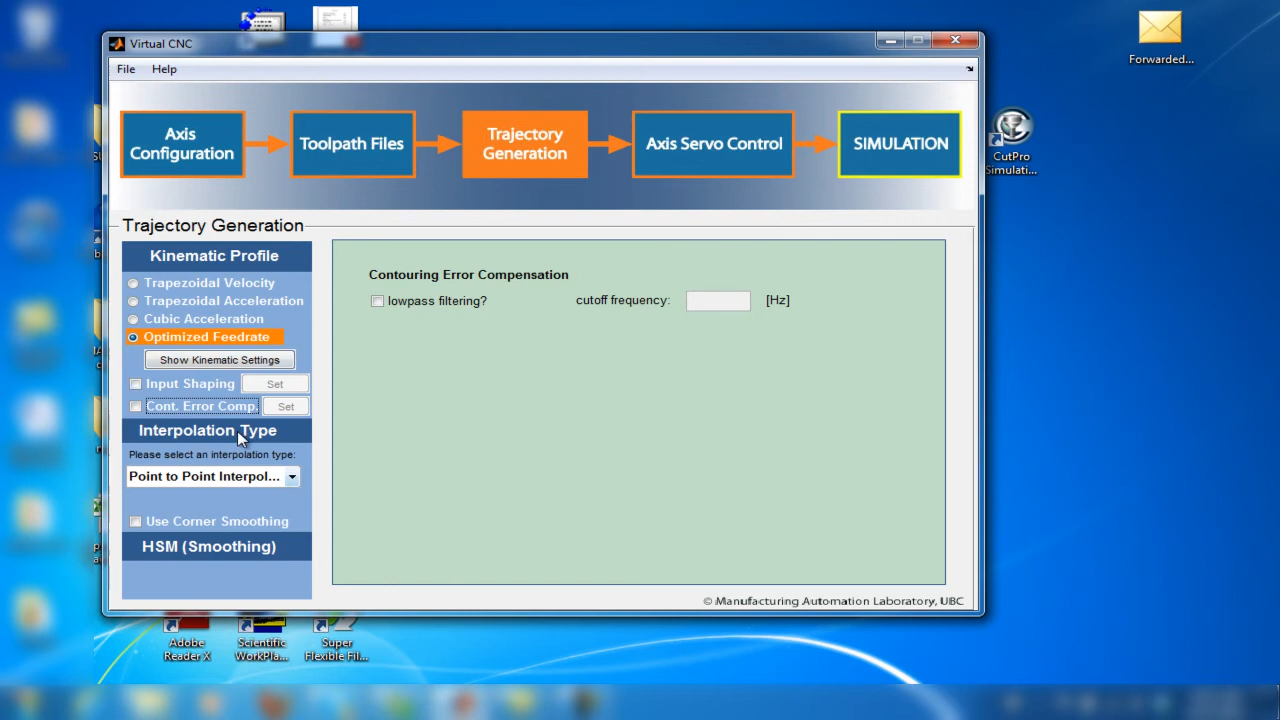 Forwarded...
Virtual CNC
File Help
Axis
Configuration
Toolpath Files
Trajectory
Generation
Axis Servo Control
SIMULATION
CutPro
Simulati...
Trajectory Generation
Kinematic Profile
Trapezoidal Velocity
Trapezoidal Acceleration
Cubic Acceleration
Optimized Feedrate
Show Kinematic Settings
Input Shaping Set
Cont. Error Comp. Set
Interpolation Type
Please select an interpolation type:
Point to Point Interpol...
Use Corner Smoothing
HSM (Smoothing)
Contouring Error Compensation
lowpass filtering? cutoff frequency: [Hz]
© Manufacturing Automation Laboratory, UBC
Adobe
Reader X
Scientific
WorkPla...
Super
Flexible Fil...